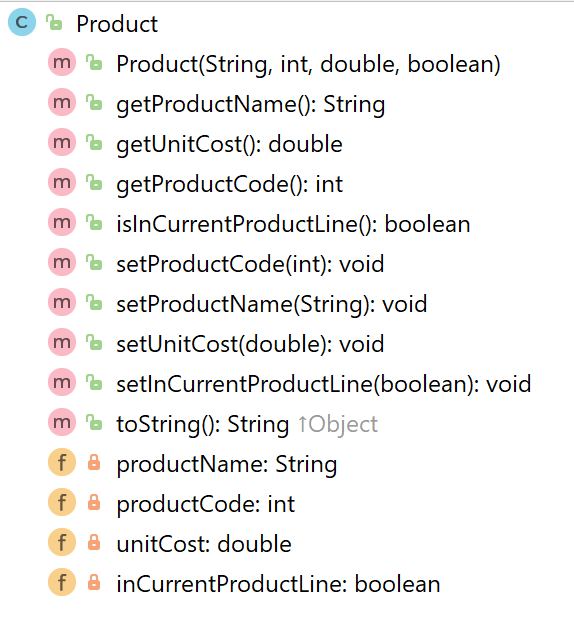 C Product
m Product(String, int, double, boolean)
m getProductName(): String
m getUnitCost(): double
m getProductCode(): int
m isInCurrentProductLine(): boolean
m setProductCode(int): void
m setProductName(String): void
m setUnitCost(double): void
m setInCurrentProductLine(boolean): void
m toString(): String ↑Object
f productName: String
f productCode: int
f unitCost: double
f inCurrentProductLine: boolean